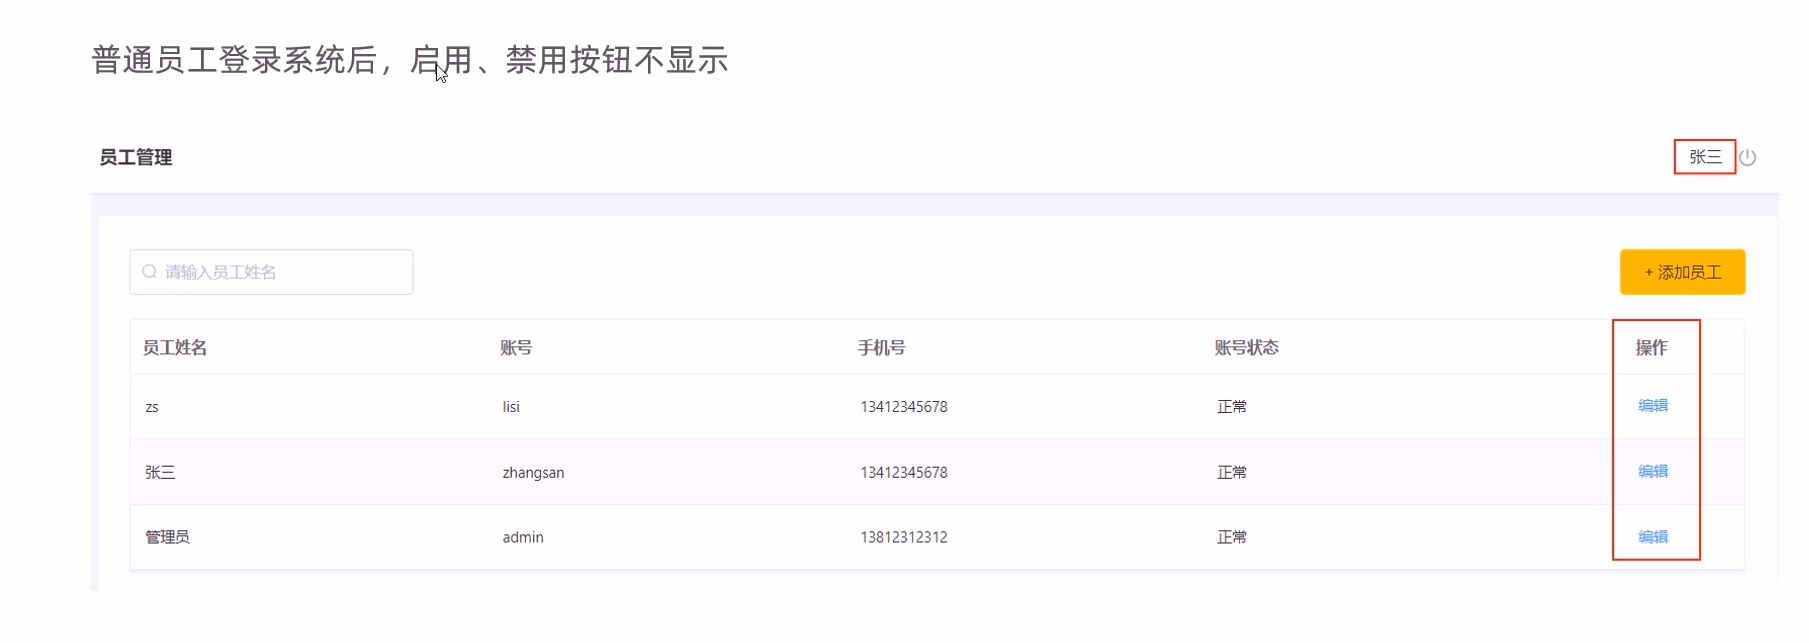 普通员工登录系统后，启用、禁用按钮不显示
员工管理 张三
请输入员工姓名 + 添加员工
员工姓名 账号 手机号 账号状态 操作
zs lisi 13412345678 正常 编辑
张三 zhangsan 13412345678 正常 编辑
管理员 admin 13812312312 正常 编辑